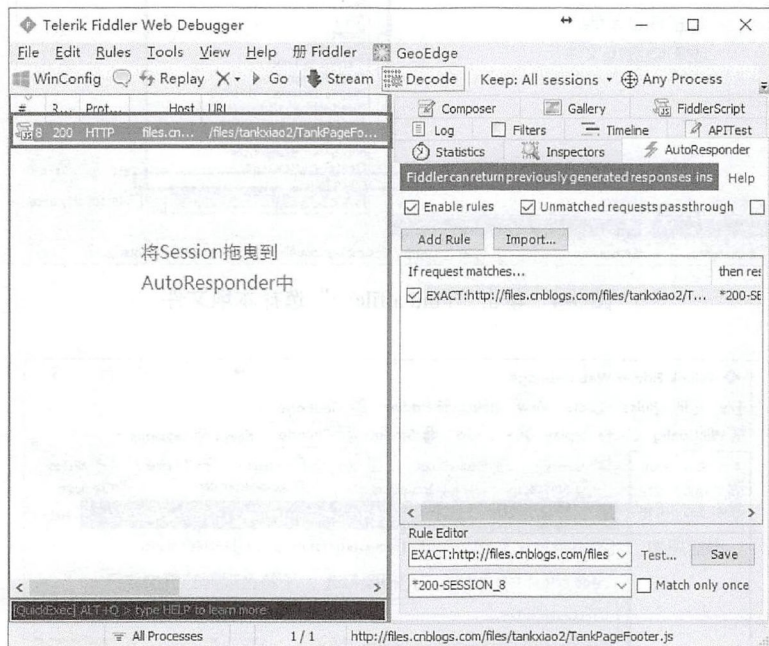 Telerik Fiddler Web Debugger
File Edit Rules Tools View Help 册 Fiddler GeoEdge
WinConfig Replay X Go Stream Decode Keep: All sessions Any Process
# R... Prot... Host URL
8 200 HTTP files.cn... /files/tankxiao2/TankPageFo...
将Session拖曳到
AutoResponder中
Composer Gallery FiddlerScript
Log Filters Timeline APITest
Statistics Inspectors AutoResponder
Fiddler can return previously generated responses ins Help
Enable rules Unmatched requests passthrough
Add Rule Import...
If request matches... then res
EXACT:http://files.cnblogs.com/files/tankxiao2/T... *200-SE
Rule Editor
EXACT:http://files.cnblogs.com/files Test... Save
*200-SESSION_8 Match only once
[QuickExec] ALT+Q > type HELP to learn more
All Processes 1 / 1 http://files.cnblogs.com/files/tankxiao2/TankPageFooter.js